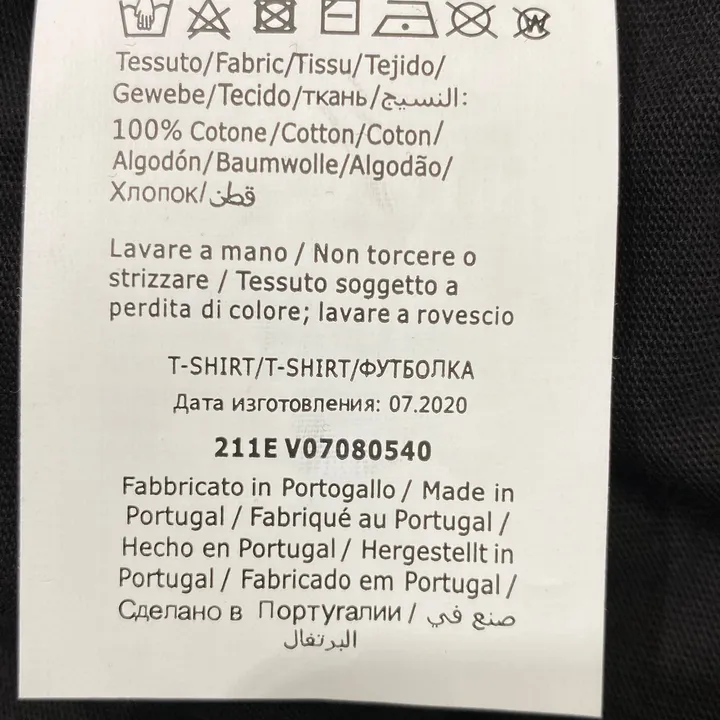 Tessuto/Fabric/Tissu/Tejido/
Gewebe/Tecido/ткань/النسيج:
100% Cotone/Cotton/Coton/
Algodón/Baumwolle/Algodão/
Хлопок/قطن
Lavare a mano / Non torcere o
strizzare / Tessuto soggetto a
perdita di colore; lavare a rovescio
T-SHIRT/T-SHIRT/ФУТБОЛКА
Дата изготовления: 07.2020
211E V07080540
Fabbricato in Portogallo / Made in
Portugal / Fabriqué au Portugal /
Hecho en Portugal / Hergestellt in
Portugal / Fabricado em Portugal /
Сделано в Португалии / صنع في
البرتغال